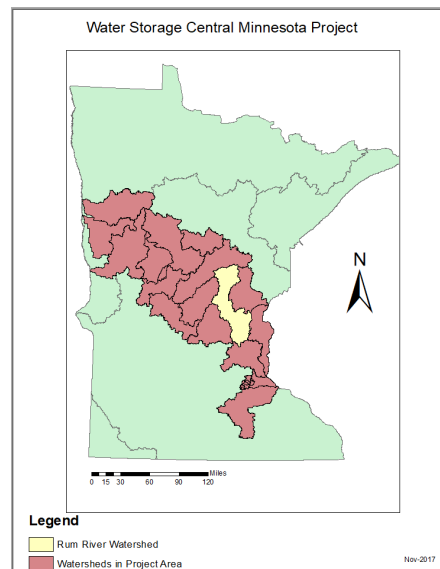 Water Storage Central Minnesota Project
N
Miles
0 15 30 60 90 120
Legend
Rum River Watershed
Watersheds in Project Area
Nov-2017